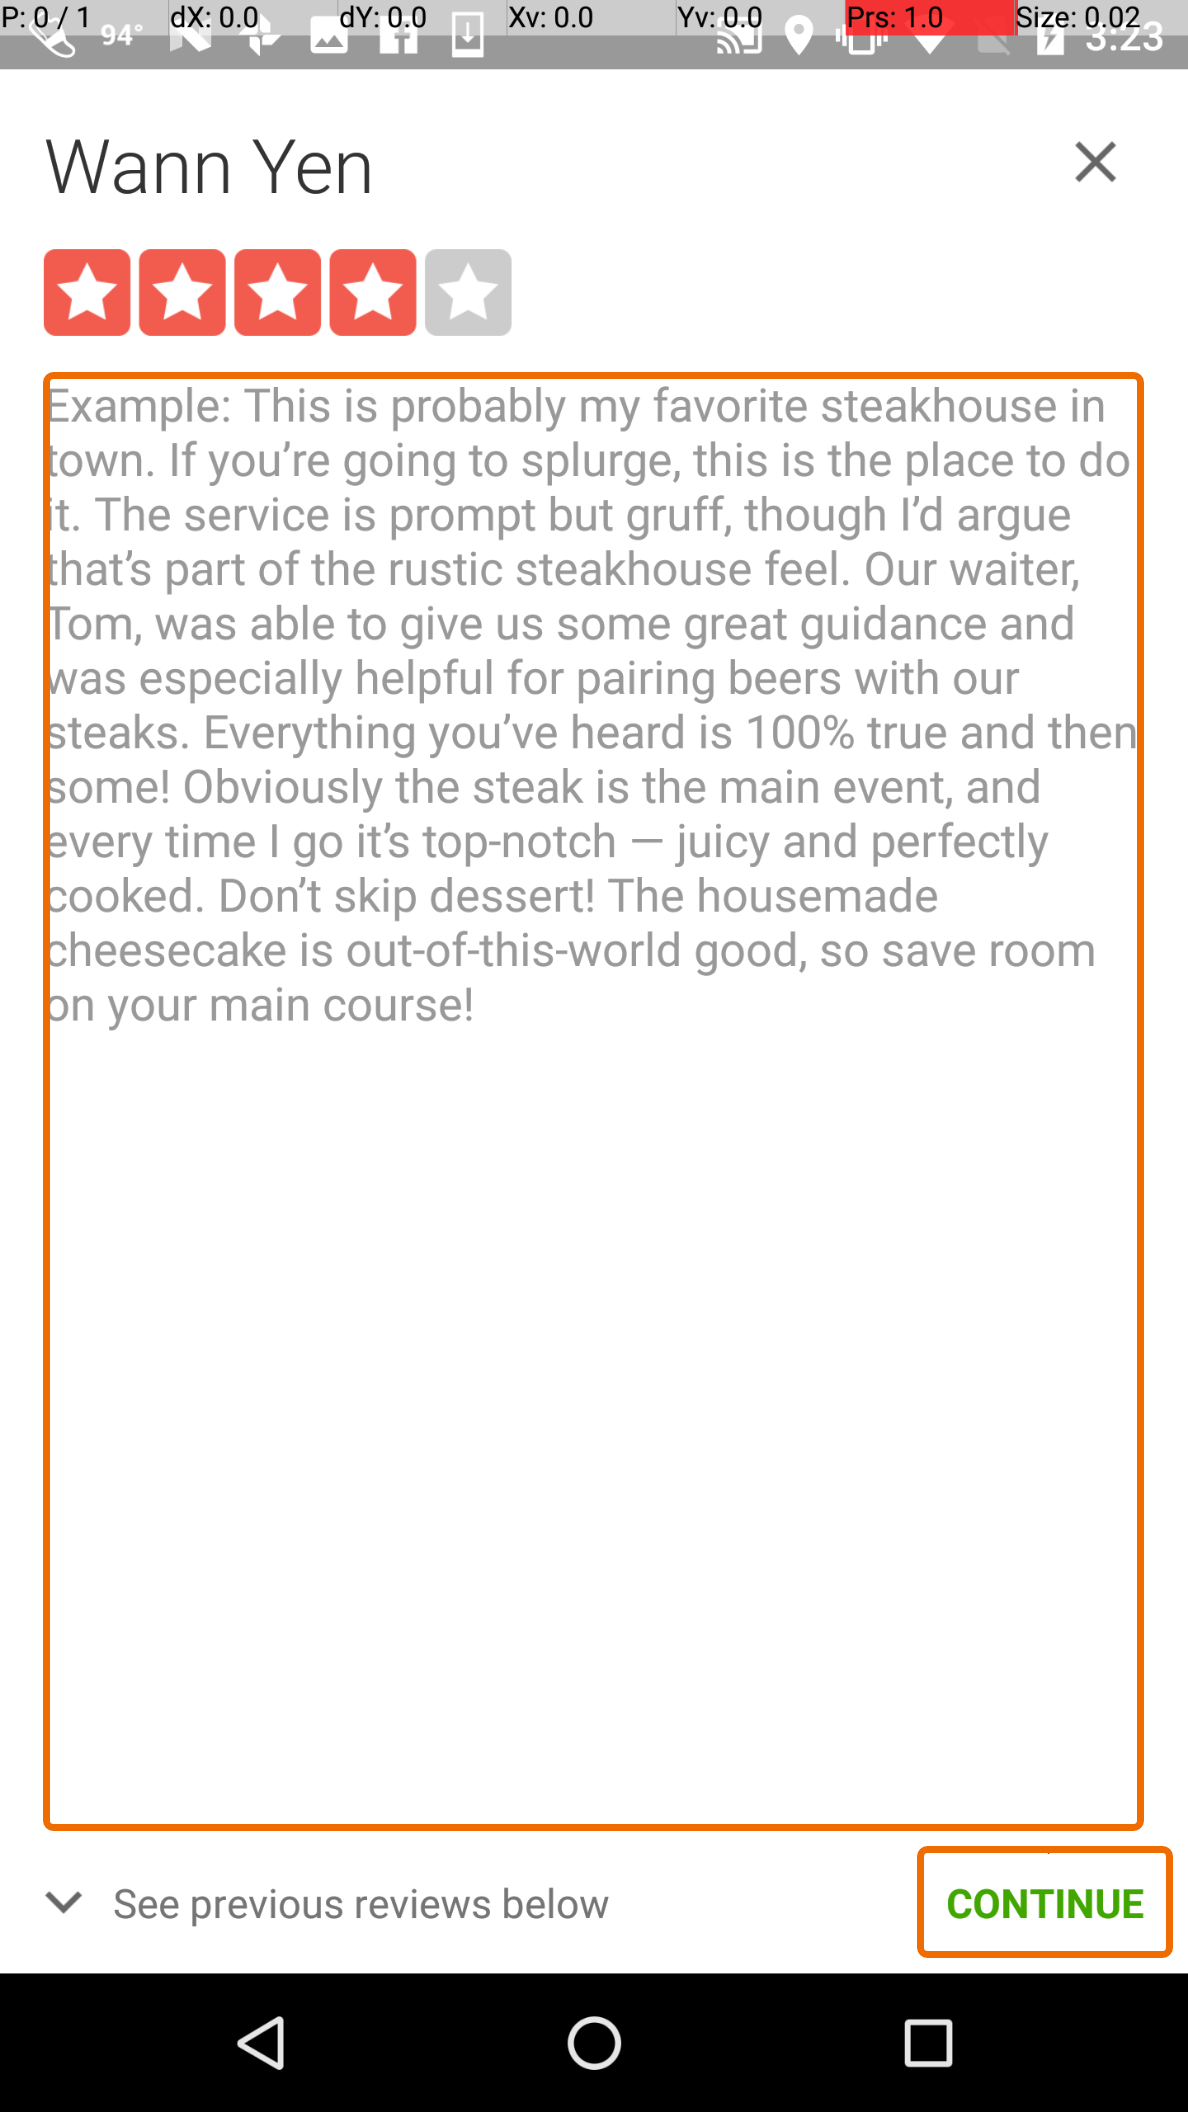 P: 0 / 1 dX: 0.0 dY: 0.0 Xv: 0.0 Yv: 0.0 Prs: 1.0 Size: 0.02
94° 3:23
Wann Yen
Example: This is probably my favorite steakhouse in
town. If you’re going to splurge, this is the place to do
it. The service is prompt but gruff, though I’d argue
that’s part of the rustic steakhouse feel. Our waiter,
Tom, was able to give us some great guidance and
was especially helpful for pairing beers with our
steaks. Everything you’ve heard is 100% true and then
some! Obviously the steak is the main event, and
every time I go it’s top-notch — juicy and perfectly
cooked. Don’t skip dessert! The housemade
cheesecake is out-of-this-world good, so save room
on your main course!
See previous reviews below
CONTINUE